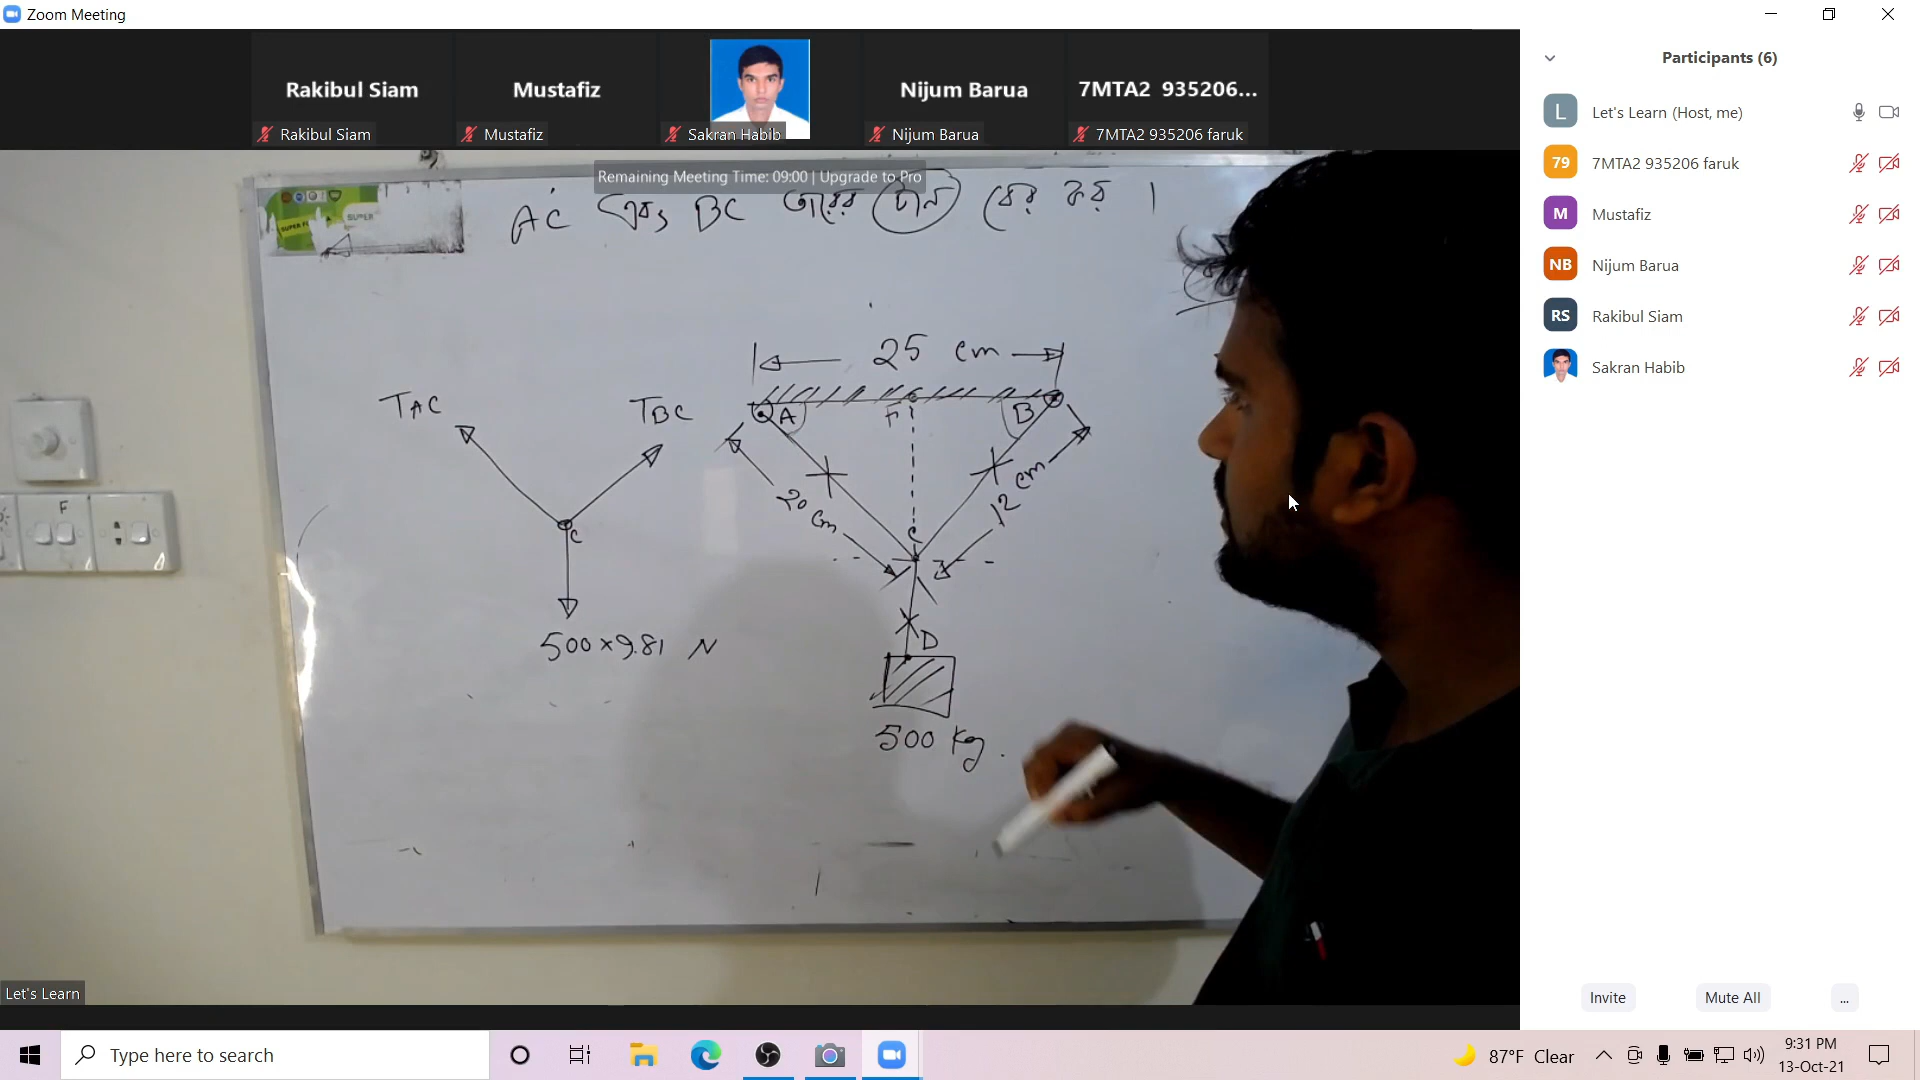 Zoom Meeting
Rakibul Siam
Mustafiz
Nijum Barua
7MTA2 935206...
Rakibul Siam
Mustafiz
Sakran Habib
Nijum Barua
7MTA2 935206 faruk
Remaining Meeting Time: 09:00 | Upgrade to Pro
SUPER
AC এবং BC তারের টান বের কর ।
25 cm
TAC
TBC
A
F
B
20 cm
12 cm
C
C
D
500×9.81 N
500 kg.
F
Let's Learn
Participants (6)
L
Let's Learn (Host, me)
79
7MTA2 935206 faruk
M
Mustafiz
NB
Nijum Barua
RS
Rakibul Siam
Sakran Habib
Invite
Mute All
...
Type here to search
87°F Clear
9:31 PM
13-Oct-21